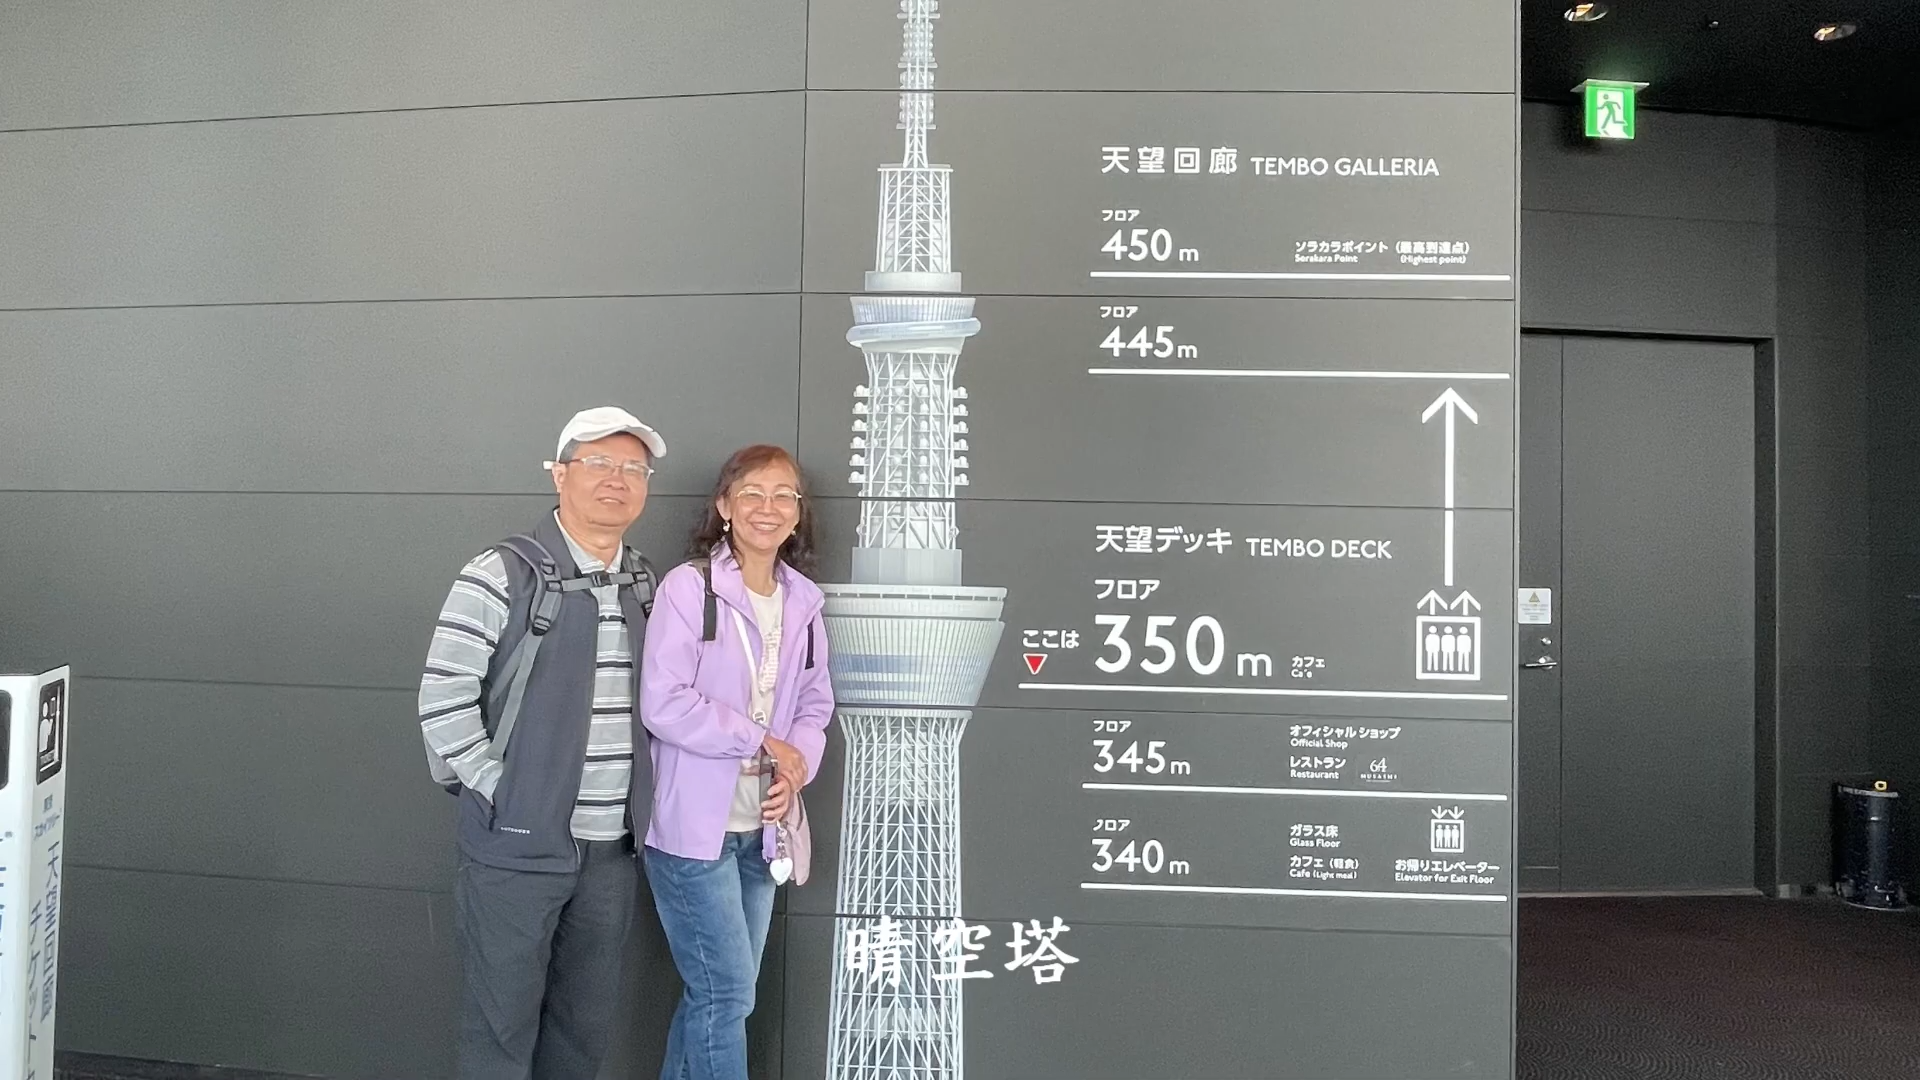 天望回廊 TEMBO GALLERIA
フロア
450m
ソラカラポイント（最高到達点）
Sorakara Point (Highest point)
フロア
445m
天望デッキ TEMBO DECK
フロア
ここは
350m
カフェ
Cafe
フロア
345m
オフィシャルショップ
Official Shop
レストラン
Restaurant
64
MUSASHI
フロア
340m
ガラス床
Glass Floor
カフェ（軽食）
Cafe (Light meal)
お帰りエレベーター
Elevator for Exit Floor
晴空塔
天望回廊
チケット